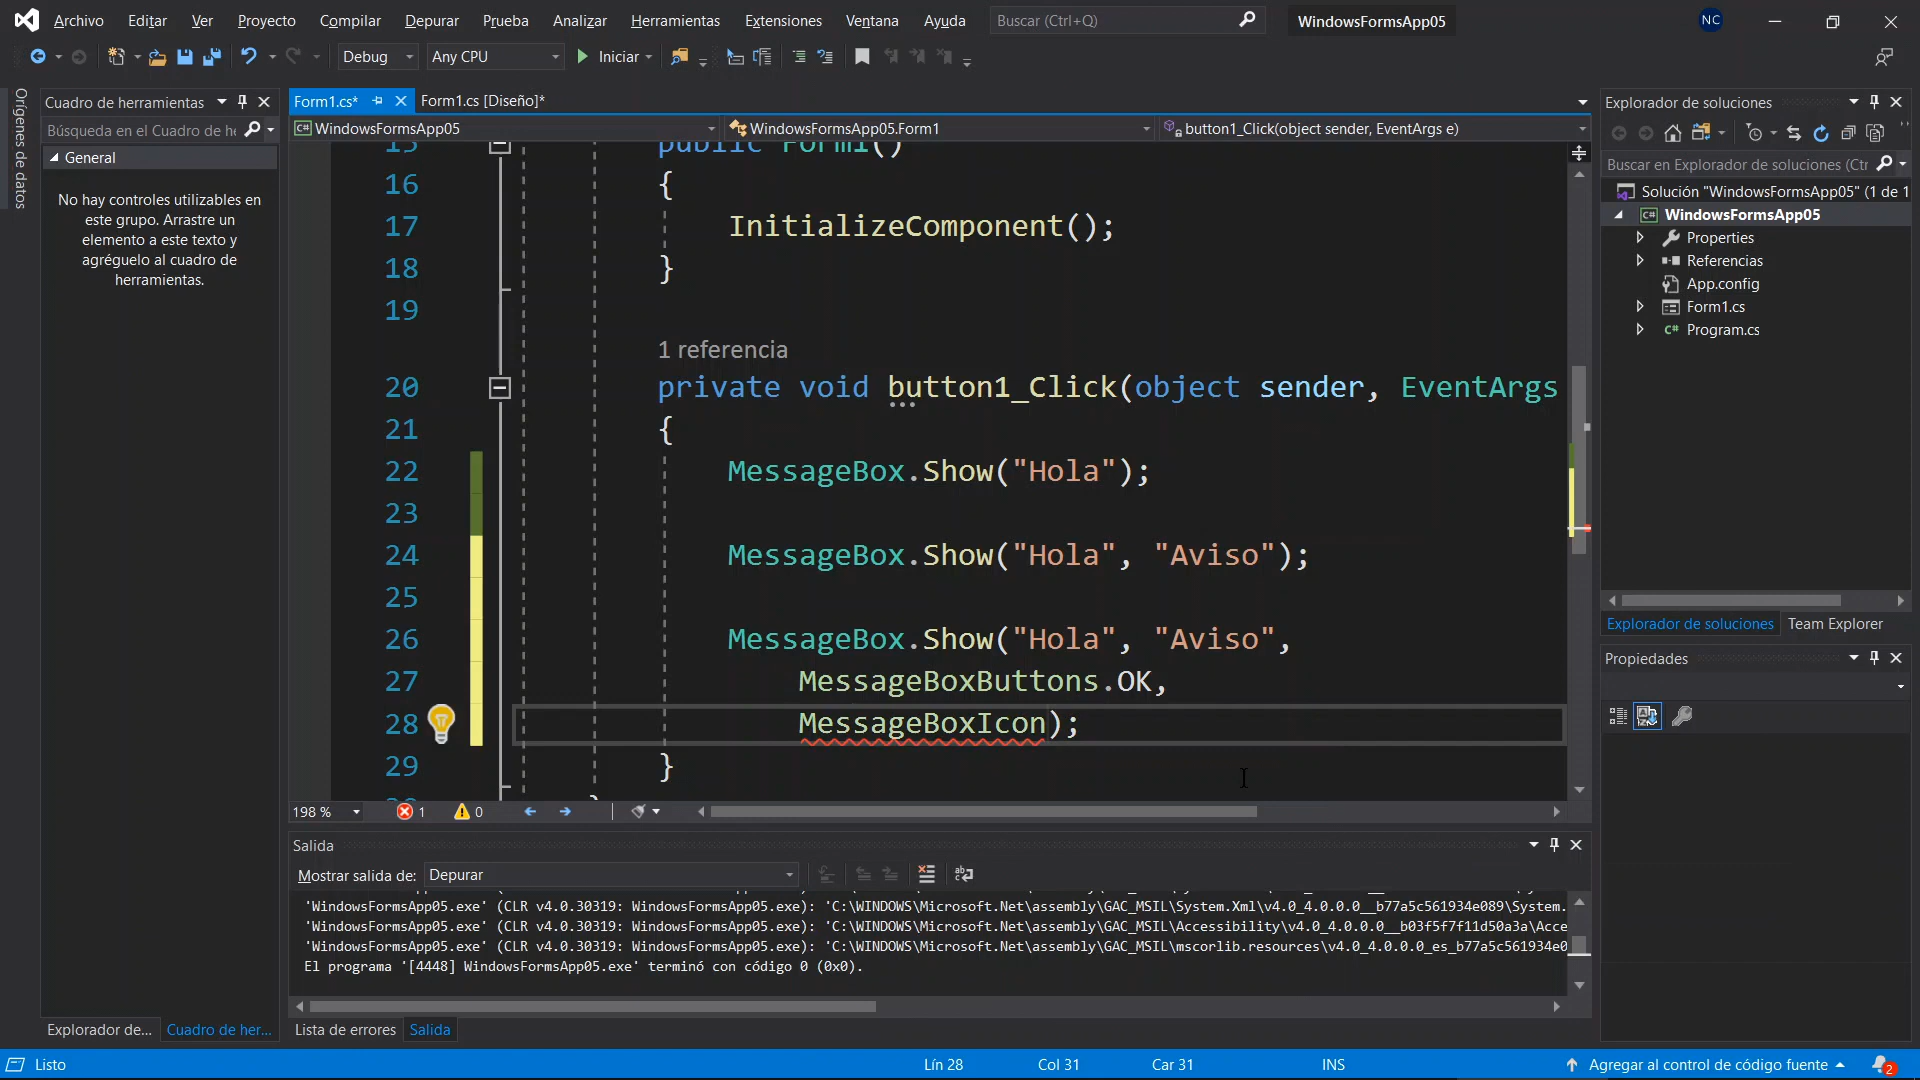 Archivo Editar Ver Proyecto Compilar Depurar Prueba Analizar Herramientas Extensiones Ventana Ayuda Buscar (Ctrl+Q) WindowsFormsApp05 NC
Debug Any CPU Iniciar
Orígenes de datos
Cuadro de herramientas
Búsqueda en el Cuadro de he
General
No hay controles utilizables en
este grupo. Arrastre un
elemento a este texto y
agréguelo al cuadro de
herramientas.
Explorador de... Cuadro de her...
Form1.cs* Form1.cs [Diseño]*
WindowsFormsApp05 WindowsFormsApp05.Form1 button1_Click(object sender, EventArgs e)
15 public Form1()
16 {
17 InitializeComponent();
18 }
19
1 referencia
20 private void button1_Click(object sender, EventArgs
21 {
22 MessageBox.Show("Hola");
23
24 MessageBox.Show("Hola", "Aviso");
25
26 MessageBox.Show("Hola", "Aviso",
27 MessageBoxButtons.OK,
28 MessageBoxIcon);
29 }
198 % 1 0
Salida
Mostrar salida de: Depurar
'WindowsFormsApp05.exe' (CLR v4.0.30319: WindowsFormsApp05.exe): 'C:\WINDOWS\Microsoft.Net\assembly\GAC_MSIL\System.Xml\v4.0_4.0.0.0__b77a5c561934e089\System.
'WindowsFormsApp05.exe' (CLR v4.0.30319: WindowsFormsApp05.exe): 'C:\WINDOWS\Microsoft.Net\assembly\GAC_MSIL\Accessibility\v4.0_4.0.0.0__b03f5f7f11d50a3a\Acce
'WindowsFormsApp05.exe' (CLR v4.0.30319: WindowsFormsApp05.exe): 'C:\WINDOWS\Microsoft.Net\assembly\GAC_MSIL\mscorlib.resources\v4.0_4.0.0.0_es_b77a5c561934e0
El programa '[4448] WindowsFormsApp05.exe' terminó con código 0 (0x0).
Lista de errores Salida
Explorador de soluciones
Buscar en Explorador de soluciones (Ctr
Solución "WindowsFormsApp05" (1 de 1
WindowsFormsApp05
Properties
Referencias
App.config
Form1.cs
Program.cs
Explorador de soluciones Team Explorer
Propiedades
Listo Lín 28 Col 31 Car 31 INS Agregar al control de código fuente 2